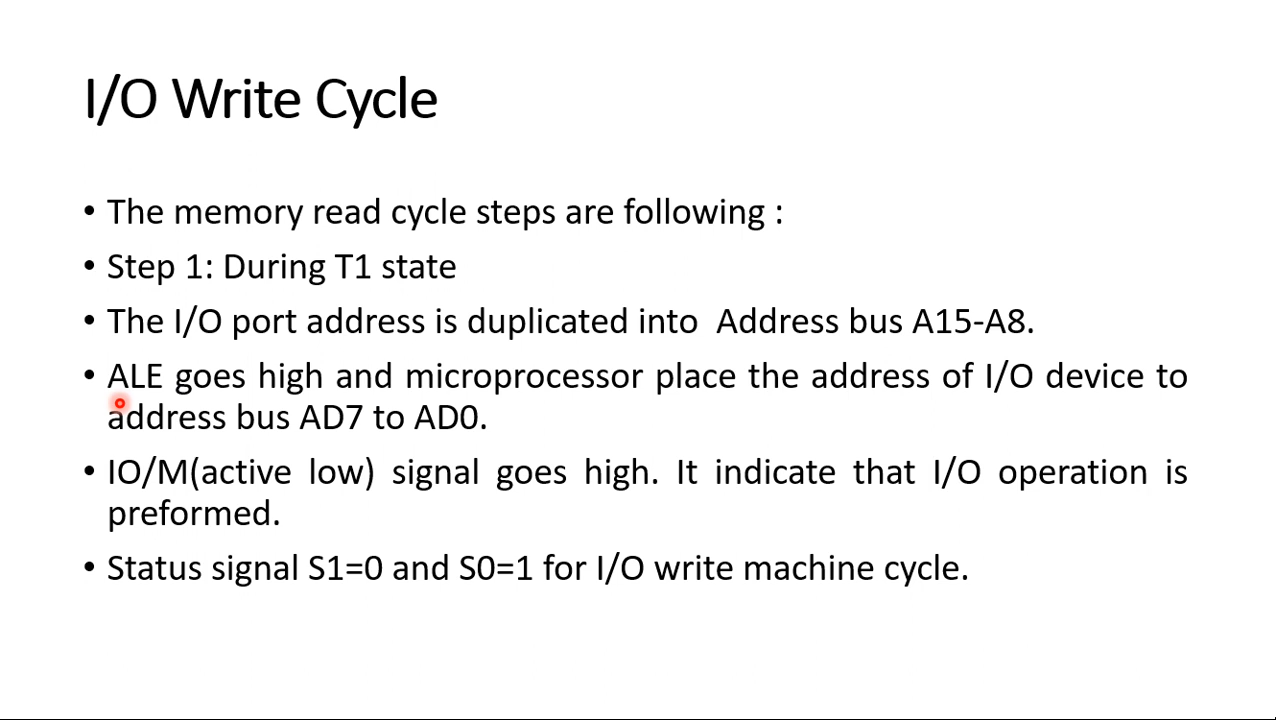 I/O Write Cycle
• The memory read cycle steps are following :
• Step 1: During T1 state
• The I/O port address is duplicated into  Address bus A15-A8.
• ALE goes high and microprocessor place the address of I/O device to
address bus AD7 to AD0.
• IO/M(active low) signal goes high. It indicate that I/O operation is
preformed.
• Status signal S1=0 and S0=1 for I/O write machine cycle.